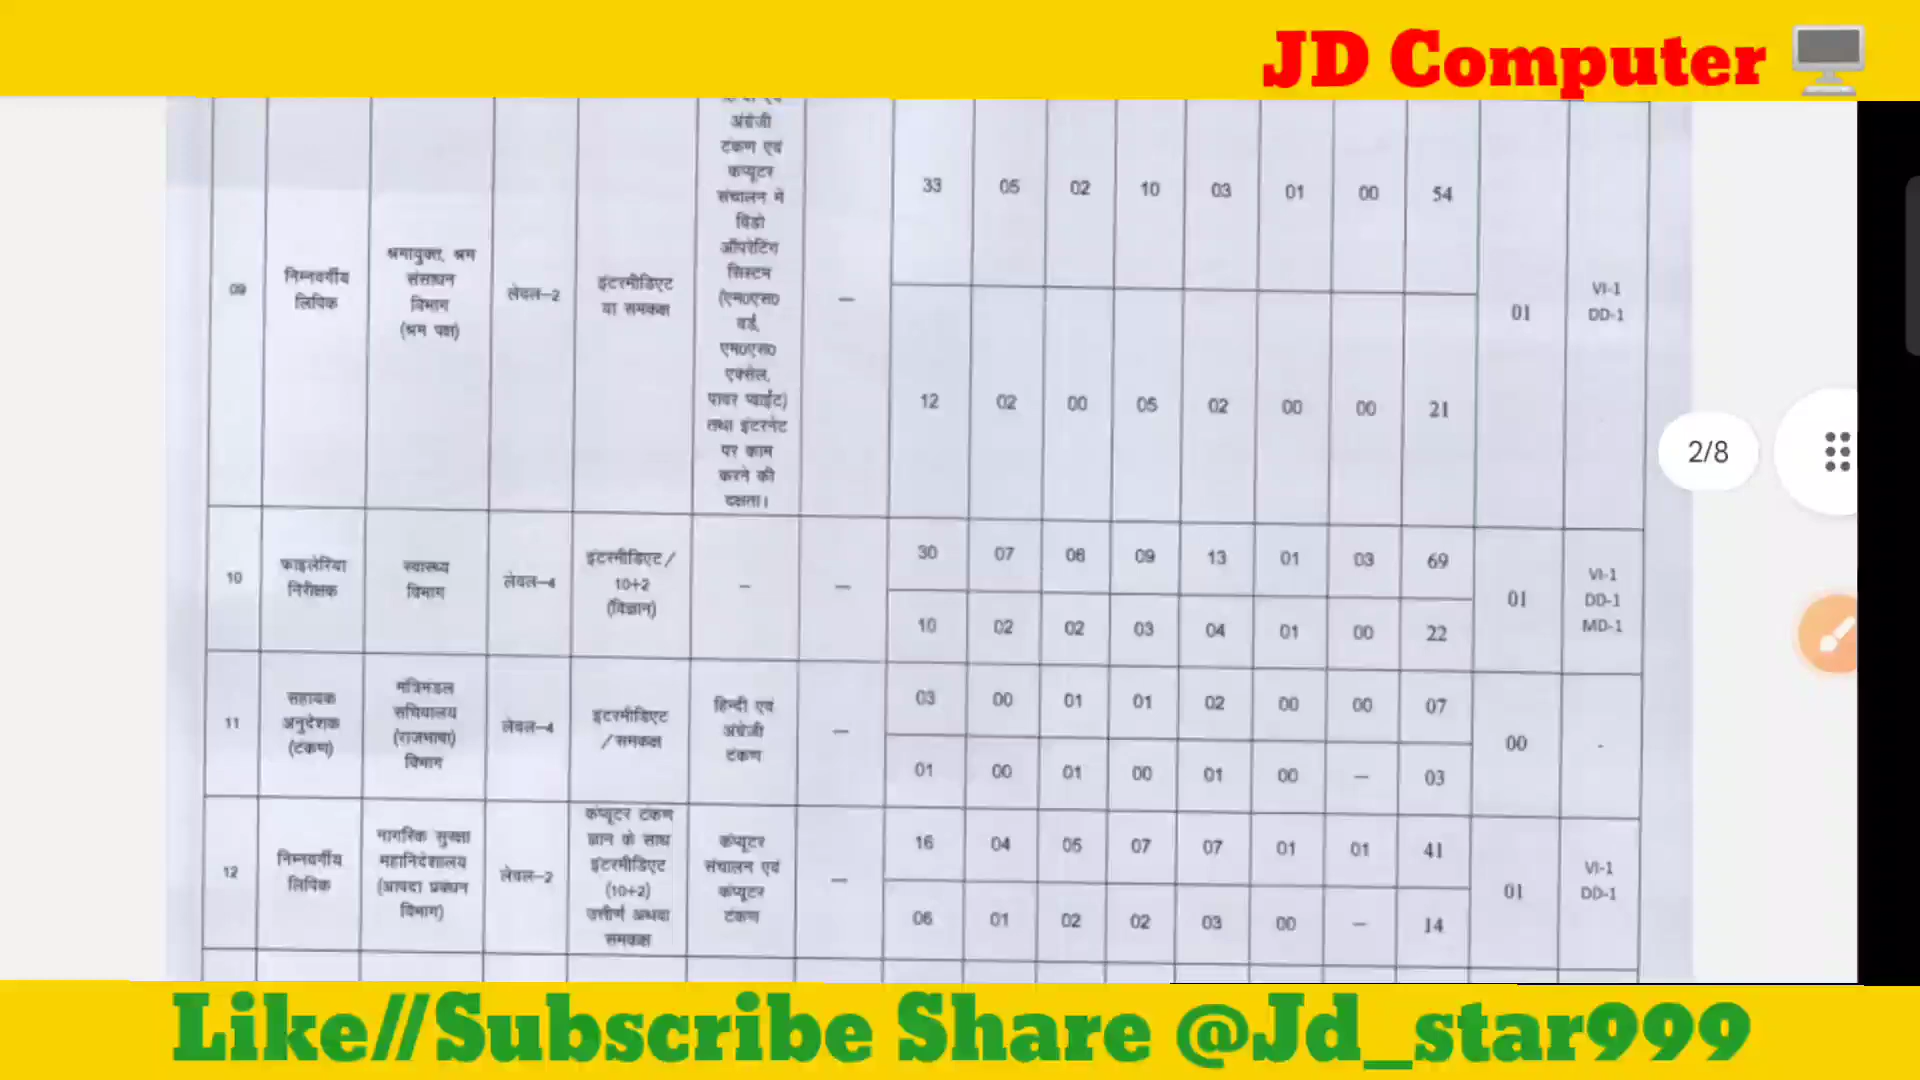 JD Computer
अंग्रेजी
टंकण एवं
कम्प्यूटर
संचालन में
विंडो
ऑपरेटिंग
सिस्टम
(एम०एस०
वर्ड,
एम०एस०
एक्सेल,
पावर प्वाईंट)
तथा इंटरनेट
पर काम
करने की
दक्षता।
09
निम्नवर्गीय
लिपिक
श्रमायुक्त, श्रम
संसाधन
विभाग
(श्रम पक्ष)
लेवल–2
इंटरमीडिएट
या समकक्ष
—
33 05 02 10 03 01 00 54
12 02 00 05 02 00 00 21
01
VI-1
DD-1
10
फाइलेरिया
निरीक्षक
स्वास्थ्य
विभाग
लेवल–4
इंटरमीडिएट /
10+2
(विज्ञान)
–
—
30 07 06 09 13 01 03 69
10 02 02 03 04 01 00 22
01
VI-1
DD-1
MD-1
11
सहायक
अनुदेशक
(टंकण)
मंत्रिमंडल
सचिवालय
(राजभाषा)
विभाग
लेवल–4
इंटरमीडिएट
/समकक्ष
हिन्दी एवं
अंग्रेजी
टंकण
—
03 00 01 01 02 00 00 07
01 00 01 00 01 00 — 03
00
-
12
निम्नवर्गीय
लिपिक
नागरिक सुरक्षा
महानिदेशालय
(आपदा प्रबंधन
विभाग)
लेवल–2
कंप्यूटर टंकण
ज्ञान के साथ
इंटरमीडिएट
(10+2)
उत्तीर्ण अथवा
समकक्ष
कंप्यूटर
संचालन एवं
कंप्यूटर
टंकण
—
16 04 05 07 07 01 01 41
06 01 02 02 03 00 — 14
01
VI-1
DD-1
2/8
Like//Subscribe Share @Jd_star999